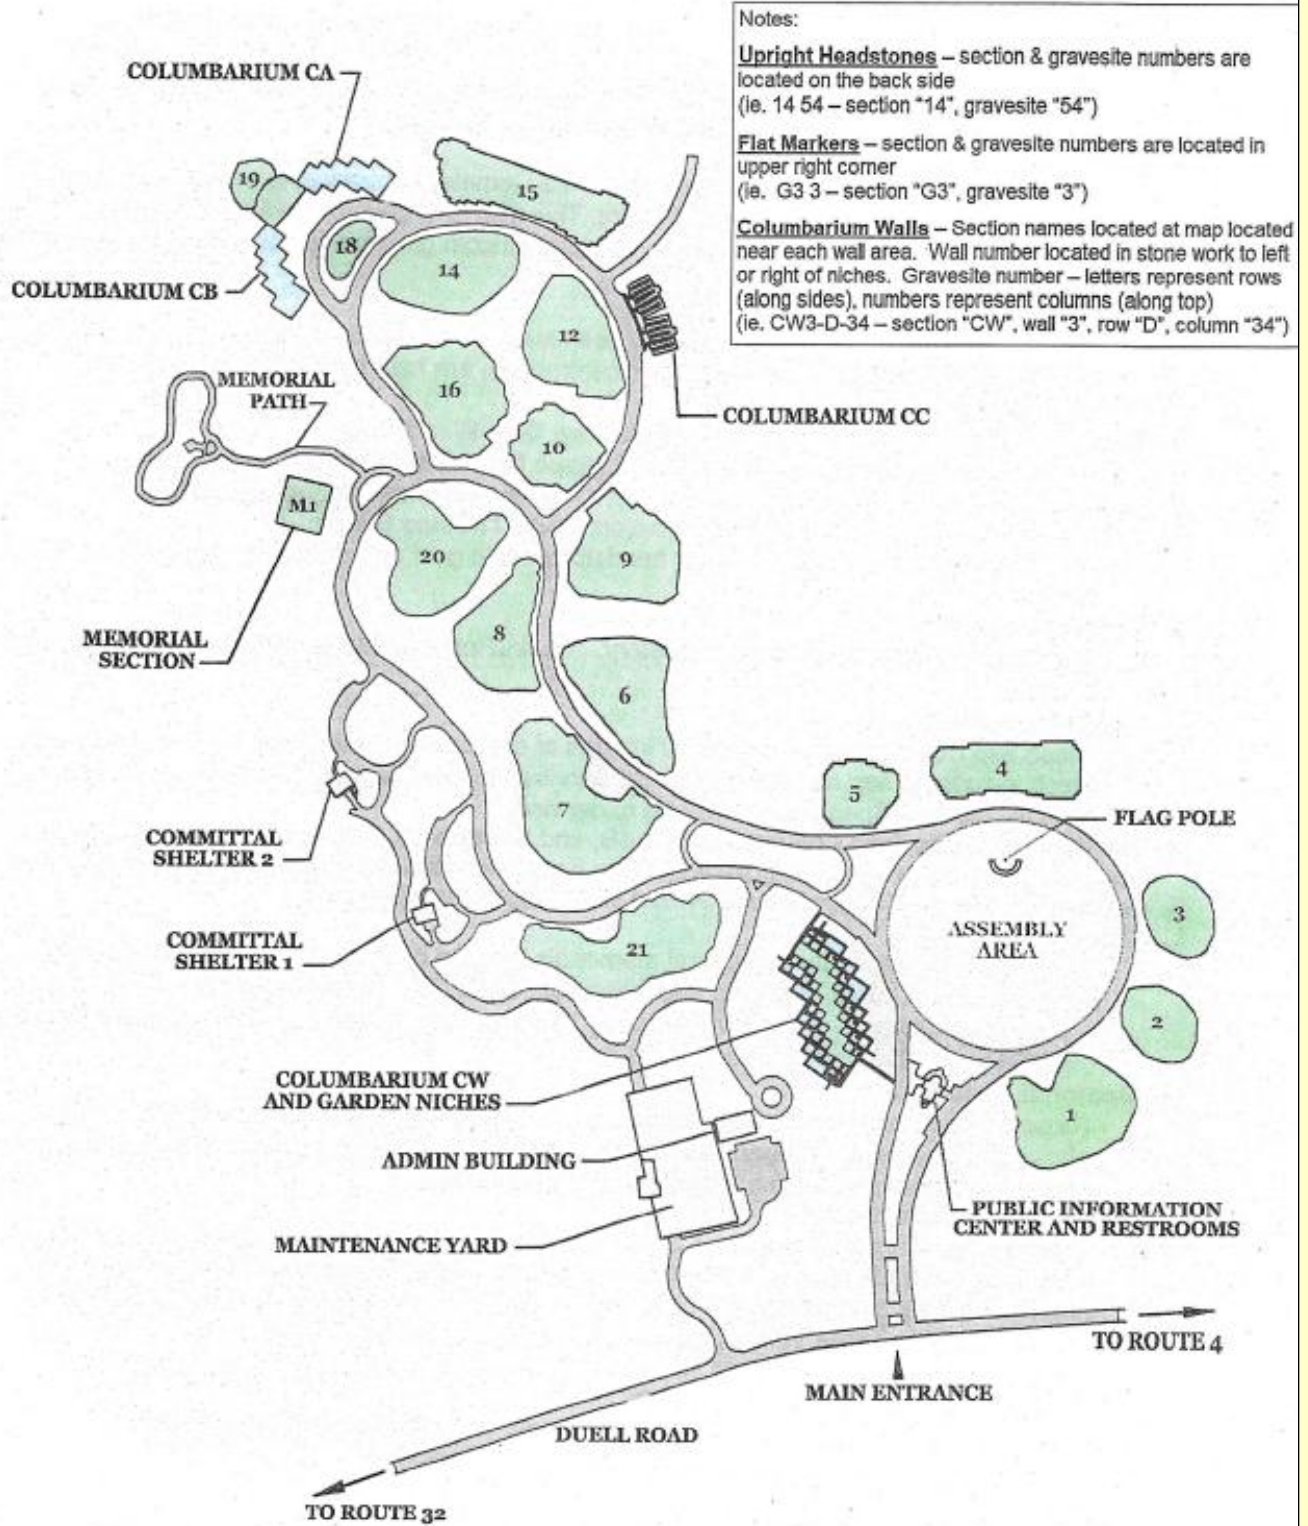 Notes:
Upright Headstones – section & gravesite numbers are
located on the back side
(ie. 14 54 – section "14", gravesite "54")
Flat Markers – section & gravesite numbers are located in
upper right corner
(ie. G3 3 – section "G3", gravesite "3")
Columbarium Walls – Section names located at map located
near each wall area. Wall number located in stone work to left
or right of niches. Gravesite number – letters represent rows
(along sides), numbers represent columns (along top)
(ie. CW3-D-34 – section "CW", wall "3", row "D", column "34")
COLUMBARIUM CA
19
15
18
14
COLUMBARIUM CB
12
MEMORIAL
PATH
16
COLUMBARIUM CC
10
M1
20
9
8
MEMORIAL
SECTION
6
4
5
7
FLAG POLE
COMMITTAL
SHELTER 2
3
ASSEMBLY
AREA
COMMITTAL
SHELTER 1
21
2
COLUMBARIUM CW
AND GARDEN NICHES
1
ADMIN BUILDING
PUBLIC INFORMATION
CENTER AND RESTROOMS
MAINTENANCE YARD
TO ROUTE 4
MAIN ENTRANCE
DUELL ROAD
TO ROUTE 32